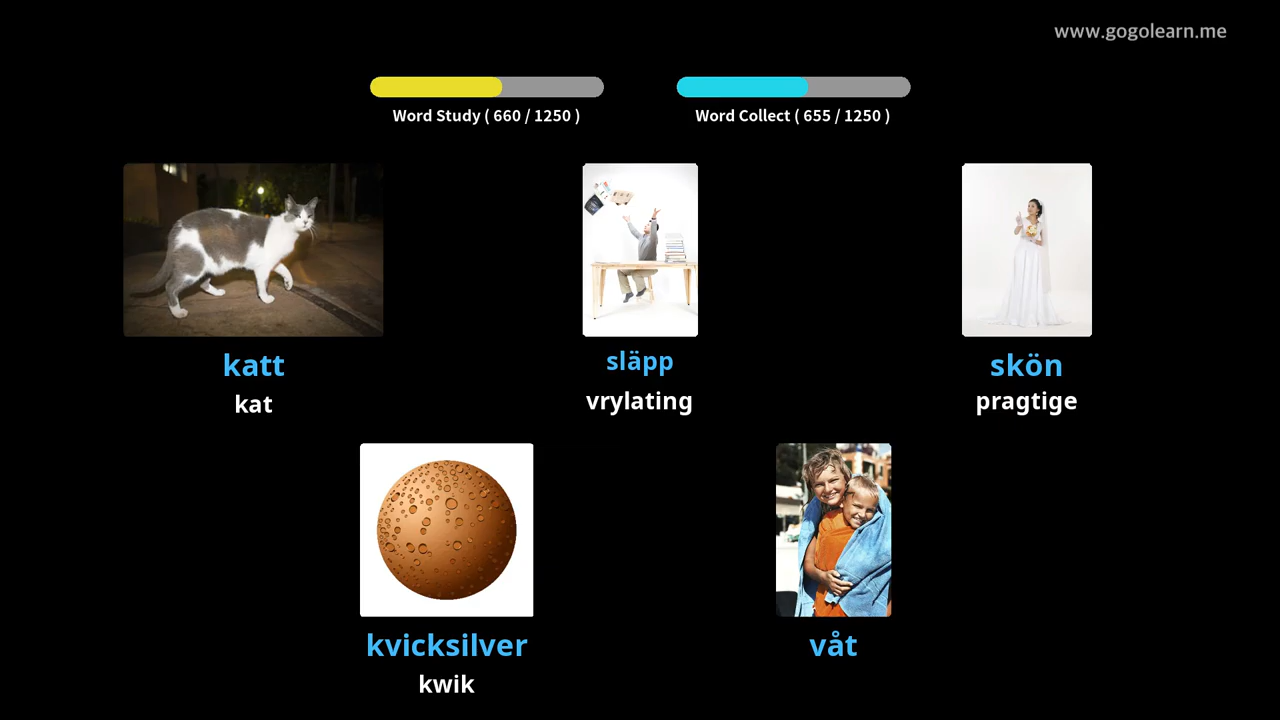 www.gogolearn.me
Word Study ( 660 / 1250 )
Word Collect ( 655 / 1250 )
katt
kat
släpp
vrylating
skön
pragtige
kvicksilver
kwik
våt